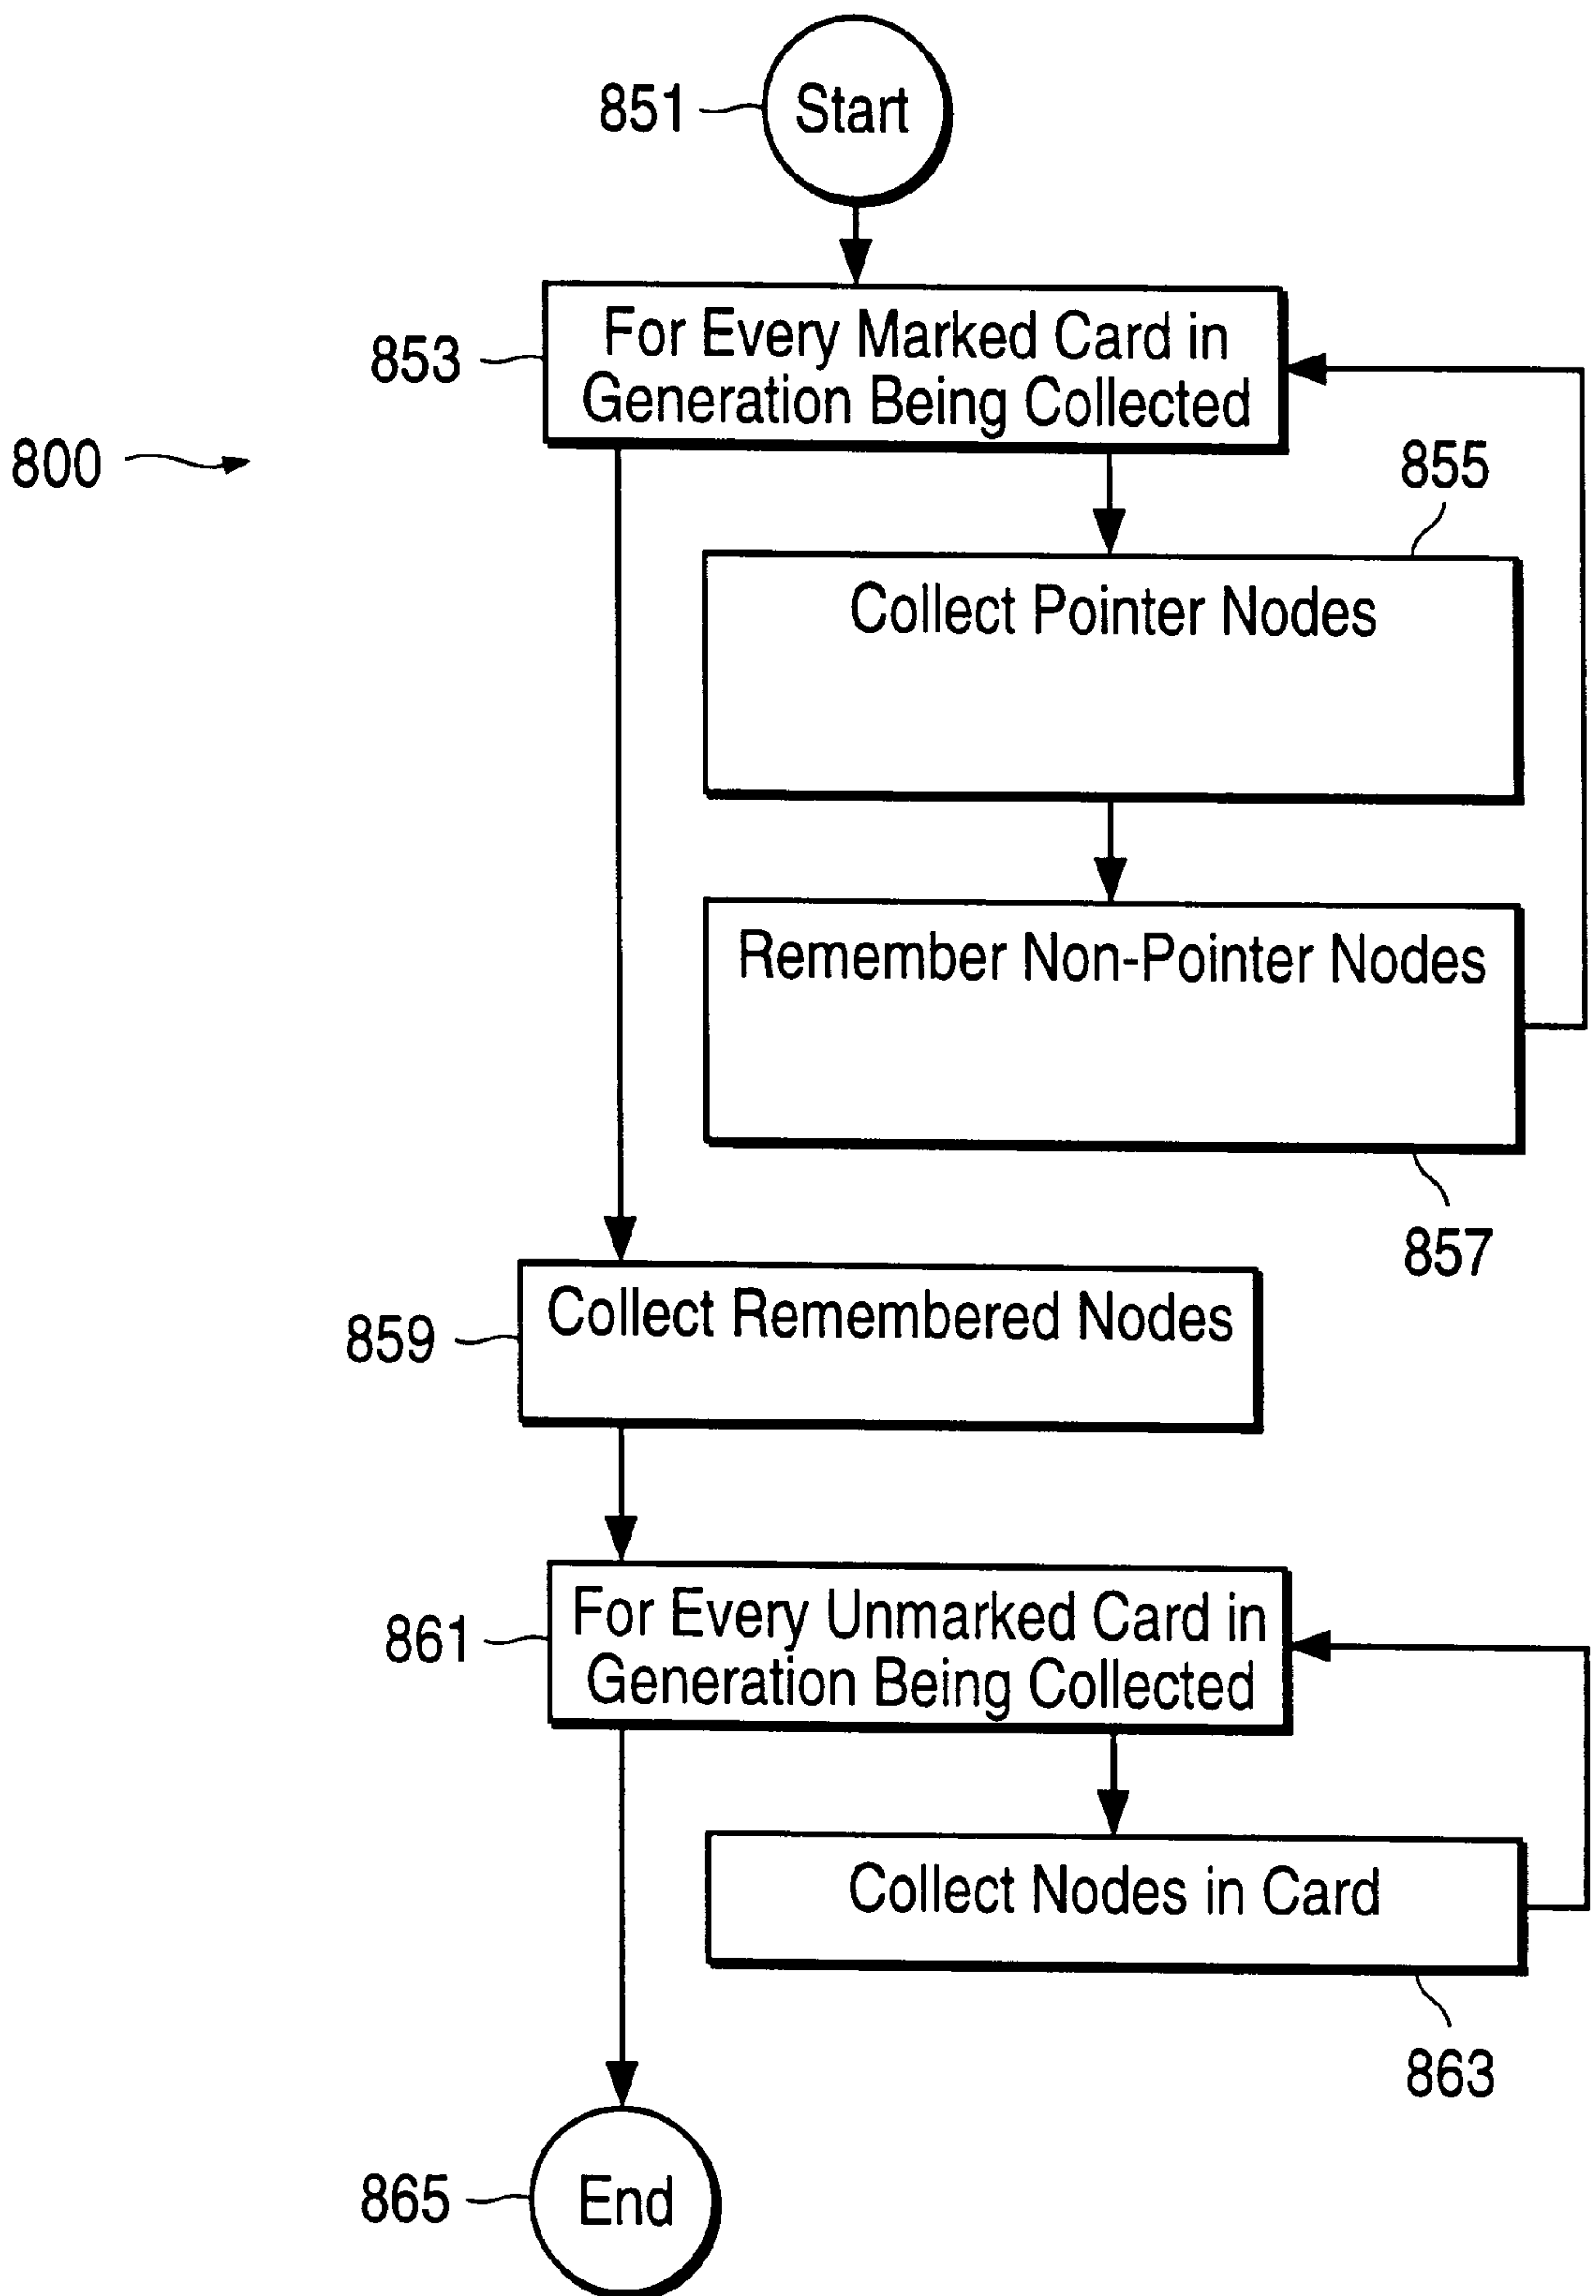 851
Start
853
For Every Marked Card in
Generation Being Collected
800
855
Collect Pointer Nodes
Remember Non-Pointer Nodes
857
859
Collect Remembered Nodes
861
For Every Unmarked Card in
Generation Being Collected
Collect Nodes in Card
863
865
End